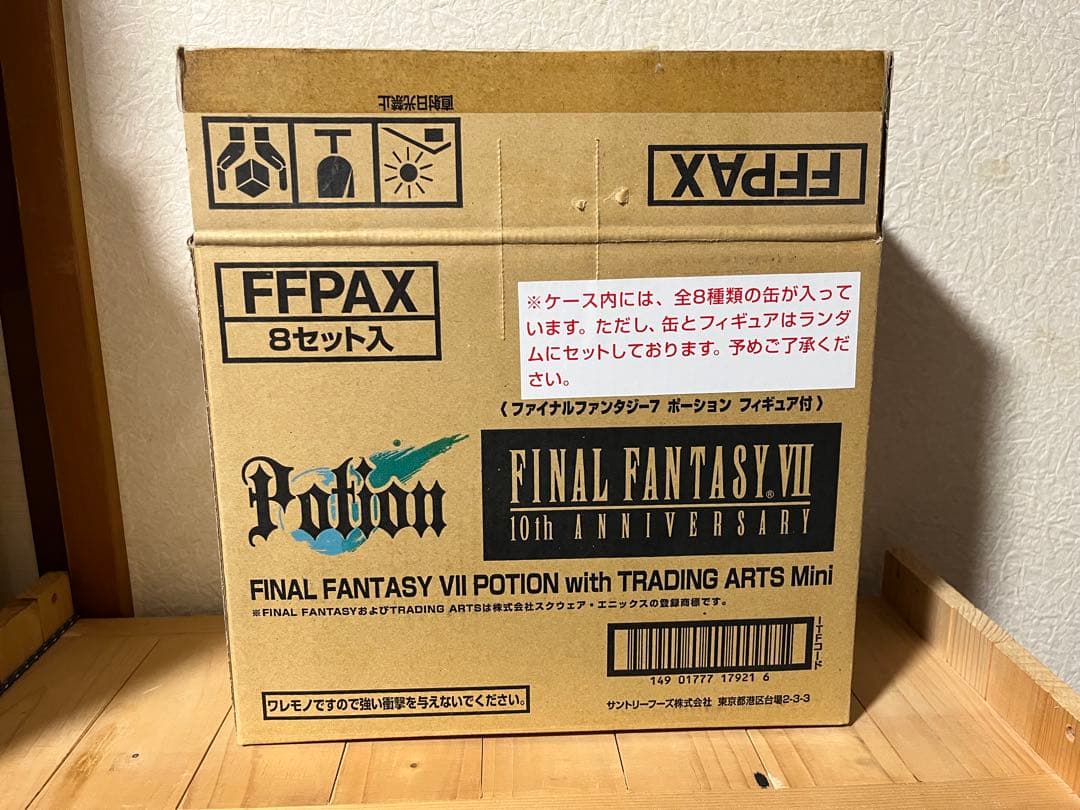 直射日光禁止
FFPAX
FFPAX
8セット入
※ケース内には、全8種類の缶が入って
います。ただし、缶とフィギュアはランダ
ムにセットしております。予めご了承くだ
さい。
《ファイナルファンタジー7 ポーション フィギュア付》
Potion
FINAL FANTASY® VII
10th ANNIVERSARY
FINAL FANTASY VII POTION with TRADING ARTS Mini
※FINAL FANTASYおよびTRADING ARTSは株式会社スクウェア・エニックスの登録商標です。
ITFコード
149 01777 17921 6
ワレモノですので強い衝撃を与えないでください。
サントリーフーズ株式会社 東京都港区台場2-3-3